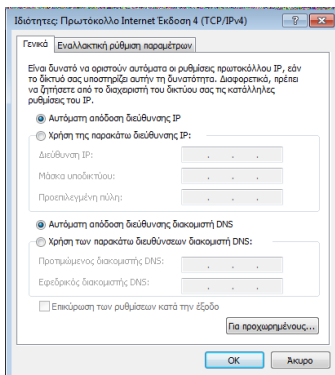 Ιδιότητες: Πρωτόκολλο Internet Έκδοση 4 (TCP/IPv4)
Γενικά
Εναλλακτική ρύθμιση παραμέτρων
Είναι δυνατό να οριστούν αυτόματα οι ρυθμίσεις πρωτοκόλλου IP, εάν
το δίκτυό σας υποστηρίζει αυτήν τη δυνατότητα. Διαφορετικά, πρέπει
να ζητήσετε από το διαχειριστή του δικτύου σας τις κατάλληλες
ρυθμίσεις του IP.
Αυτόματη απόδοση διεύθυνσης IP
Χρήση της παρακάτω διεύθυνσης IP:
Διεύθυνση IP:
Μάσκα υποδικτύου:
Προεπιλεγμένη πύλη:
Αυτόματη απόδοση διεύθυνσης διακομιστή DNS
Χρήση των παρακάτω διευθύνσεων διακομιστή DNS:
Προτιμώμενος διακομιστής DNS:
Εφεδρικός διακομιστής DNS:
Επικύρωση των ρυθμίσεων κατά την έξοδο
Για προχωρημένους...
OK
Άκυρο